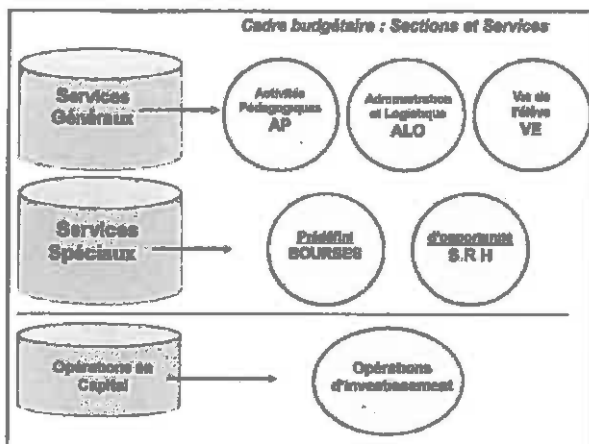 Cadre budgétaire : Sections et Services
Services
Généraux
Activités
Pédagogiques
AP
Administration
et Logistique
ALO
Vie de
l'élève
VE
Services
Spéciaux
Prédéfini
BOURSES
d'opportunité
S.R H
Opérations en
Capital
Opérations
d'investissement